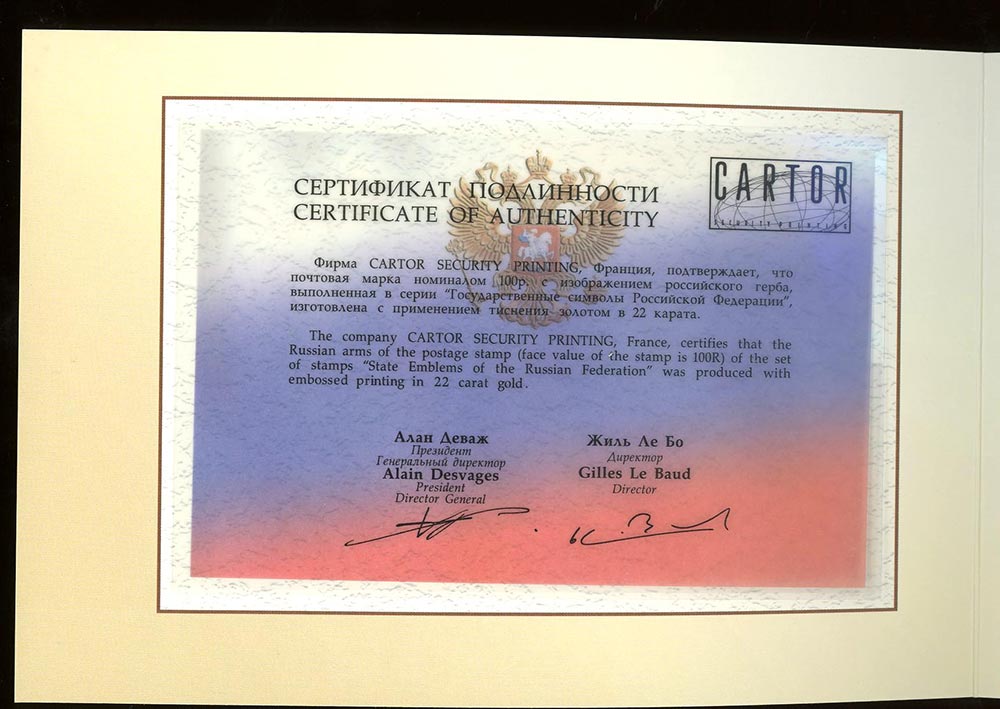 СЕРТИФИКАТ ПОДЛИННОСТИ
CERTIFICATE OF AUTHENTICITY
CARTOR
SECURITY PRINTING
Фирма CARTOR SECURITY PRINTING, Франция, подтверждает, что
почтовая марка номиналом 100р. с изображением российского герба,
выполненная в серии “Государственные символы Российской Федерации”,
изготовлена с применением тиснения золотом в 22 карата.
The company CARTOR SECURITY PRINTING, France, certifies that the
Russian arms of the postage stamp (face value of the stamp is 100R) of the set
of stamps “State Emblems of the Russian Federation” was produced with
embossed printing in 22 carat gold.
Алан Деваж
Президент
Генеральный директор
Alain Desvages
President
Director General
Жиль Ле Бо
Директор
Gilles Le Baud
Director